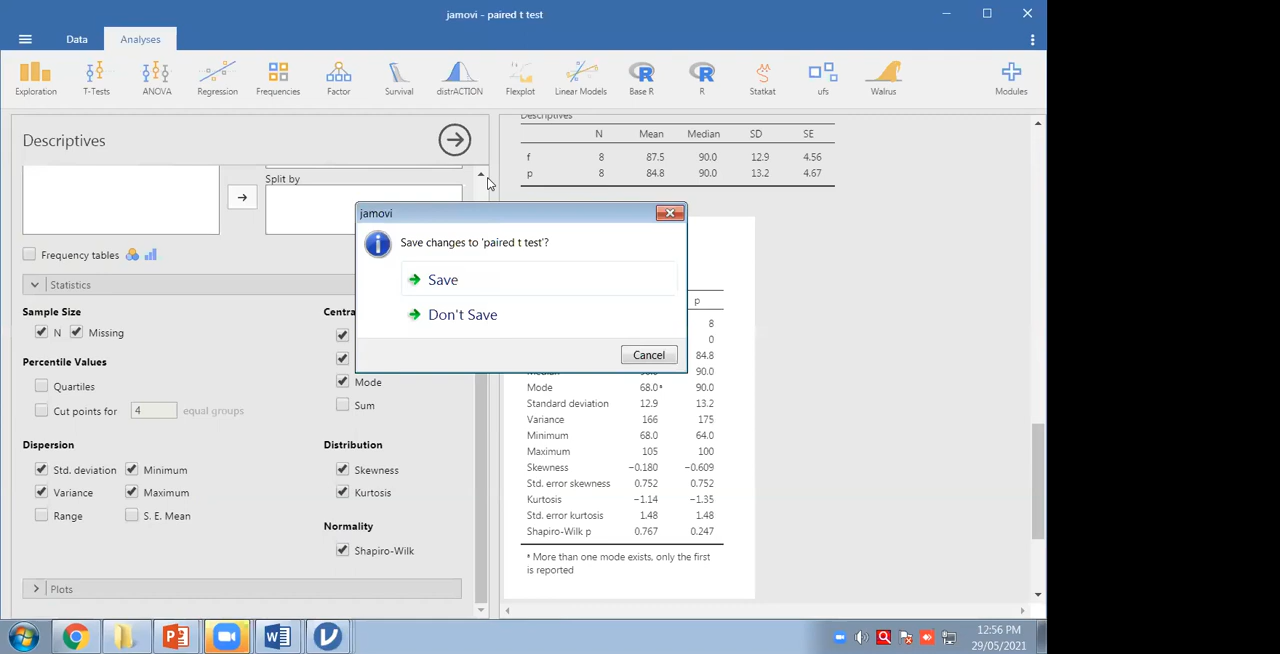 jamovi - paired t test
Data Analyses
Exploration T-Tests ANOVA Regression Frequencies Factor Survival distrACTION Flexplot Linear Models Base R R Statkat ufs Walrus Modules
Descriptives
Split by
Frequency tables
Statistics
Sample Size
N Missing
Percentile Values
Quartiles
Cut points for 4 equal groups
Dispersion
Std. deviation Minimum
Variance Maximum
Range S. E. Mean
Centra
Mode
Sum
Distribution
Skewness
Kurtosis
Normality
Shapiro-Wilk
Plots
jamovi
Save changes to 'paired t test'?
Save
Don't Save
Cancel
Descriptives
N Mean Median SD SE
f 8 87.5 90.0 12.9 4.56
p 8 84.8 90.0 13.2 4.67
p
8
0
84.8
90.0
Mode 68.0ᵃ 90.0
Standard deviation 12.9 13.2
Variance 166 175
Minimum 68.0 64.0
Maximum 105 100
Skewness −0.180 −0.609
Std. error skewness 0.752 0.752
Kurtosis −1.14 −1.35
Std. error kurtosis 1.48 1.48
Shapiro-Wilk p 0.767 0.247
ᵃ More than one mode exists, only the first
is reported
12:56 PM
29/05/2021